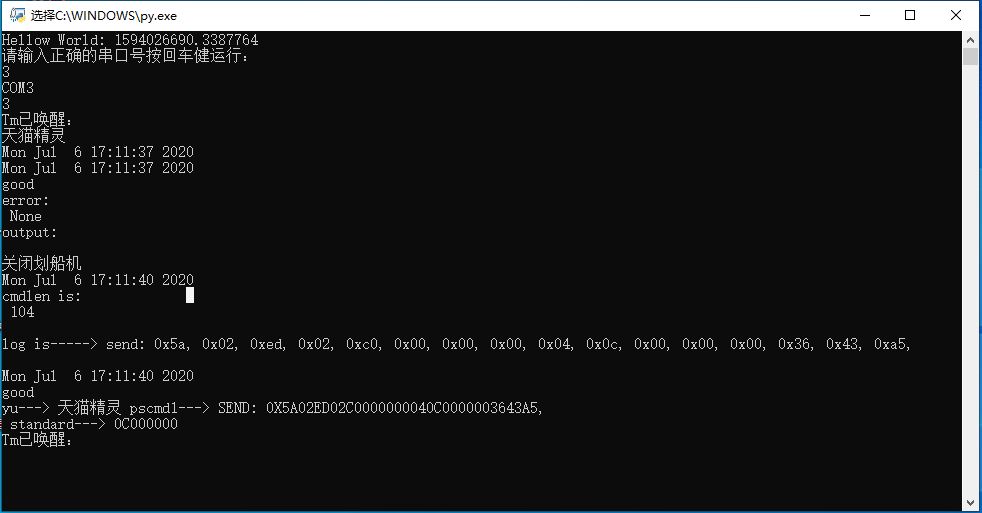 选择C:\WINDOWS\py.exe
Hellow World: 1594026690.3387764
请输入正确的串口号按回车健运行:
3
COM3
3
Tm已唤醒:
天猫精灵
Mon Jul  6 17:11:37 2020
Mon Jul  6 17:11:37 2020
good
error:
 None
output:
关闭划船机
Mon Jul  6 17:11:40 2020
cmdlen is:
 104
log is-----> send: 0x5a, 0x02, 0xed, 0x02, 0xc0, 0x00, 0x00, 0x00, 0x04, 0x0c, 0x00, 0x00, 0x00, 0x36, 0x43, 0xa5,
Mon Jul  6 17:11:40 2020
good
yu---> 天猫精灵 pscmd1---> SEND: 0X5A02ED02C0000000040C0000003643A5,
 standard---> 0C000000
Tm已唤醒: